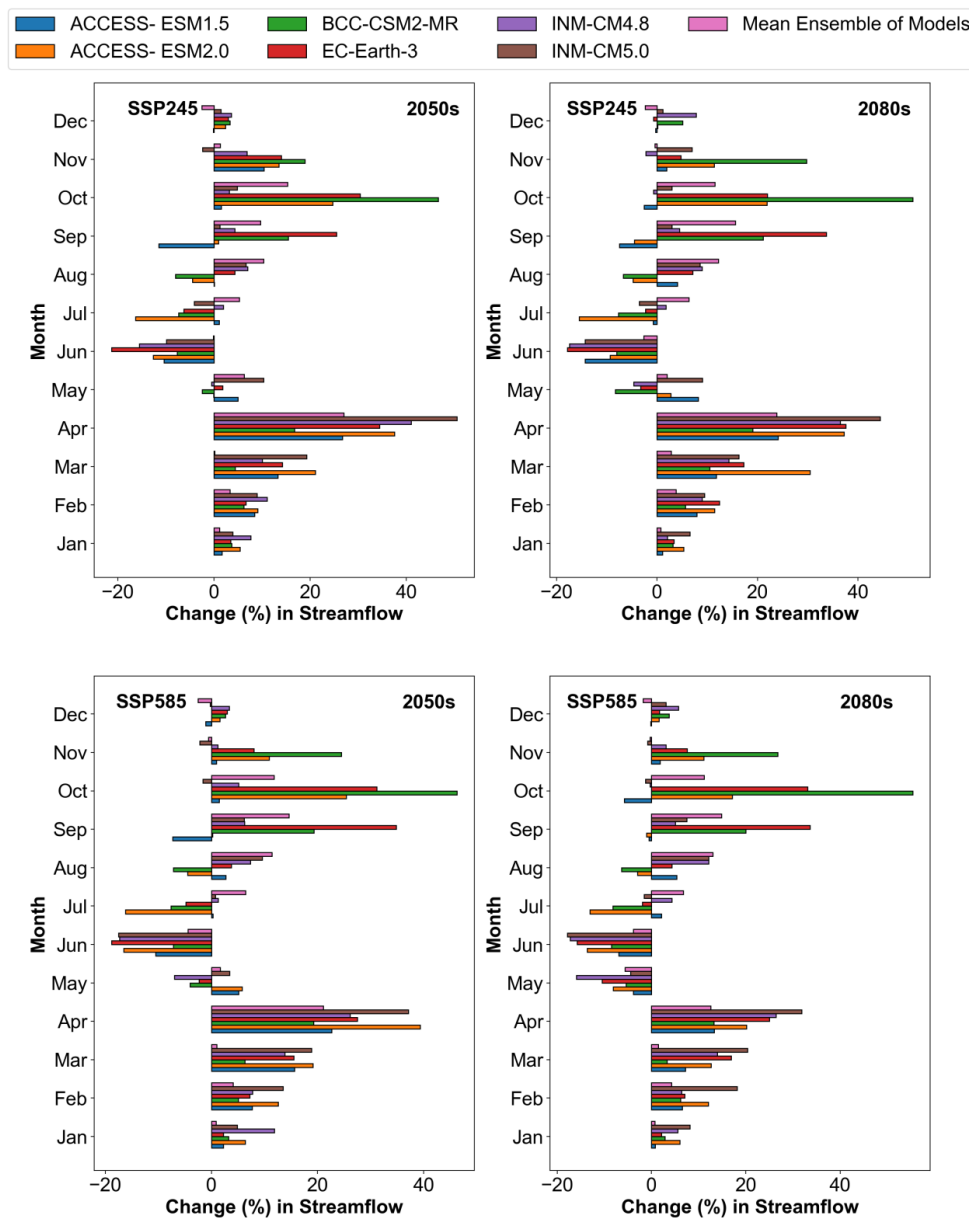 ACCESS- ESM1.5 BCC-CSM2-MR INM-CM4.8 Mean Ensemble of Models
ACCESS- ESM2.0 EC-Earth-3 INM-CM5.0
SSP245 2050s
Month
Dec
Nov
Oct
Sep
Aug
Jul
Jun
May
Apr
Mar
Feb
Jan
−20 0 20 40
Change (%) in Streamflow
SSP245 2080s
Month
Dec
Nov
Oct
Sep
Aug
Jul
Jun
May
Apr
Mar
Feb
Jan
−20 0 20 40
Change (%) in Streamflow
SSP585 2050s
Month
Dec
Nov
Oct
Sep
Aug
Jul
Jun
May
Apr
Mar
Feb
Jan
−20 0 20 40
Change (%) in Streamflow
SSP585 2080s
Month
Dec
Nov
Oct
Sep
Aug
Jul
Jun
May
Apr
Mar
Feb
Jan
−20 0 20 40
Change (%) in Streamflow